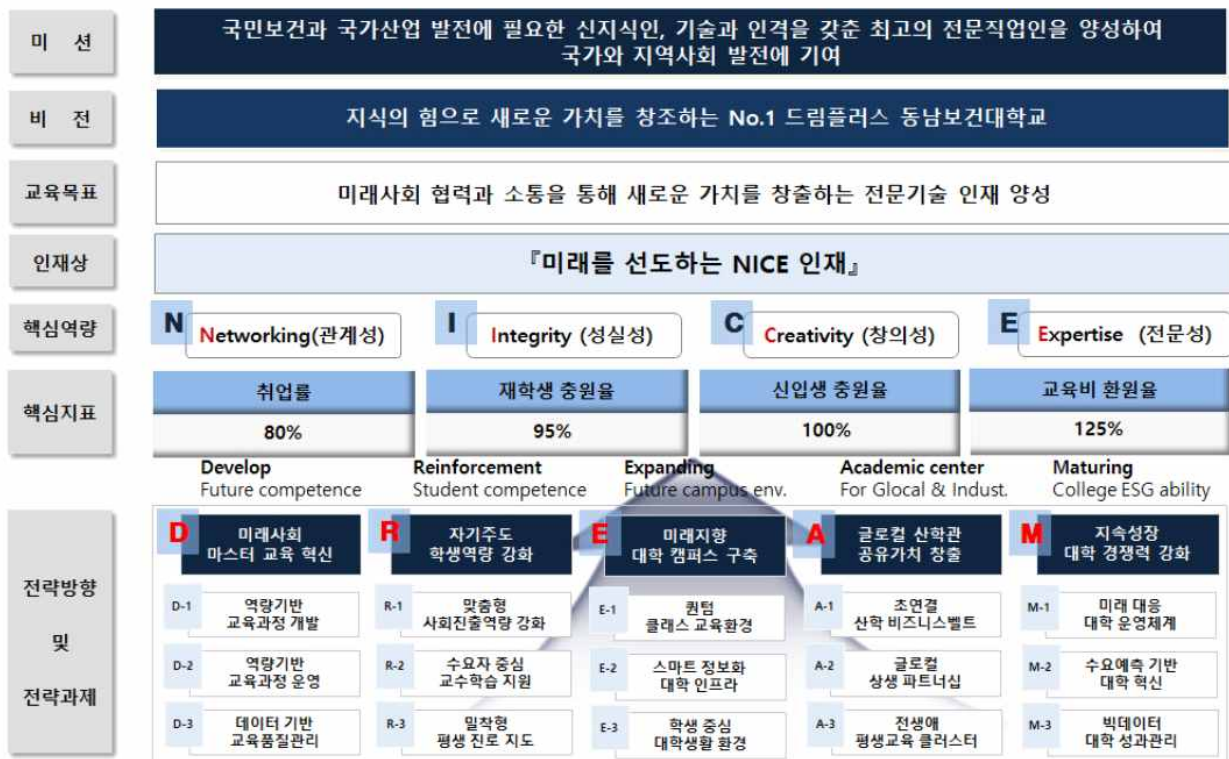 미 션
국민보건과 국가산업 발전에 필요한 신지식인, 기술과 인격을 갖춘 최고의 전문직업인을 양성하여
국가와 지역사회 발전에 기여
비 전
지식의 힘으로 새로운 가치를 창조하는 No.1 드림플러스 동남보건대학교
교육목표
미래사회 협력과 소통을 통해 새로운 가치를 창출하는 전문기술 인재 양성
인재상
『미래를 선도하는 NICE 인재』
핵심역량
N Networking(관계성)
I Integrity (성실성)
C Creativity (창의성)
E Expertise (전문성)
핵심지표
취업률
80%
재학생 충원율
95%
신입생 충원율
100%
교육비 환원율
125%
Develop
Future competence
Reinforcement
Student competence
Expanding
Future campus env.
Academic center
For Glocal & Indust.
Maturing
College ESG ability
전략방향
및
전략과제
D
미래사회
마스터 교육 혁신
D-1
역량기반
교육과정 개발
D-2
역량기반
교육과정 운영
D-3
데이터 기반
교육품질관리
R
자기주도
학생역량 강화
R-1
맞춤형
사회진출역량 강화
R-2
수요자 중심
교수학습 지원
R-3
밀착형
평생 진로 지도
E
미래지향
대학 캠퍼스 구축
E-1
퀀텀
클래스 교육환경
E-2
스마트 정보화
대학 인프라
E-3
학생 중심
대학생활 환경
A
글로컬 산학관
공유가치 창출
A-1
초연결
산학 비즈니스벨트
A-2
글로컬
상생 파트너십
A-3
전생애
평생교육 클러스터
M
지속성장
대학 경쟁력 강화
M-1
미래 대응
대학 운영체계
M-2
수요예측 기반
대학 혁신
M-3
빅데이터
대학 성과관리